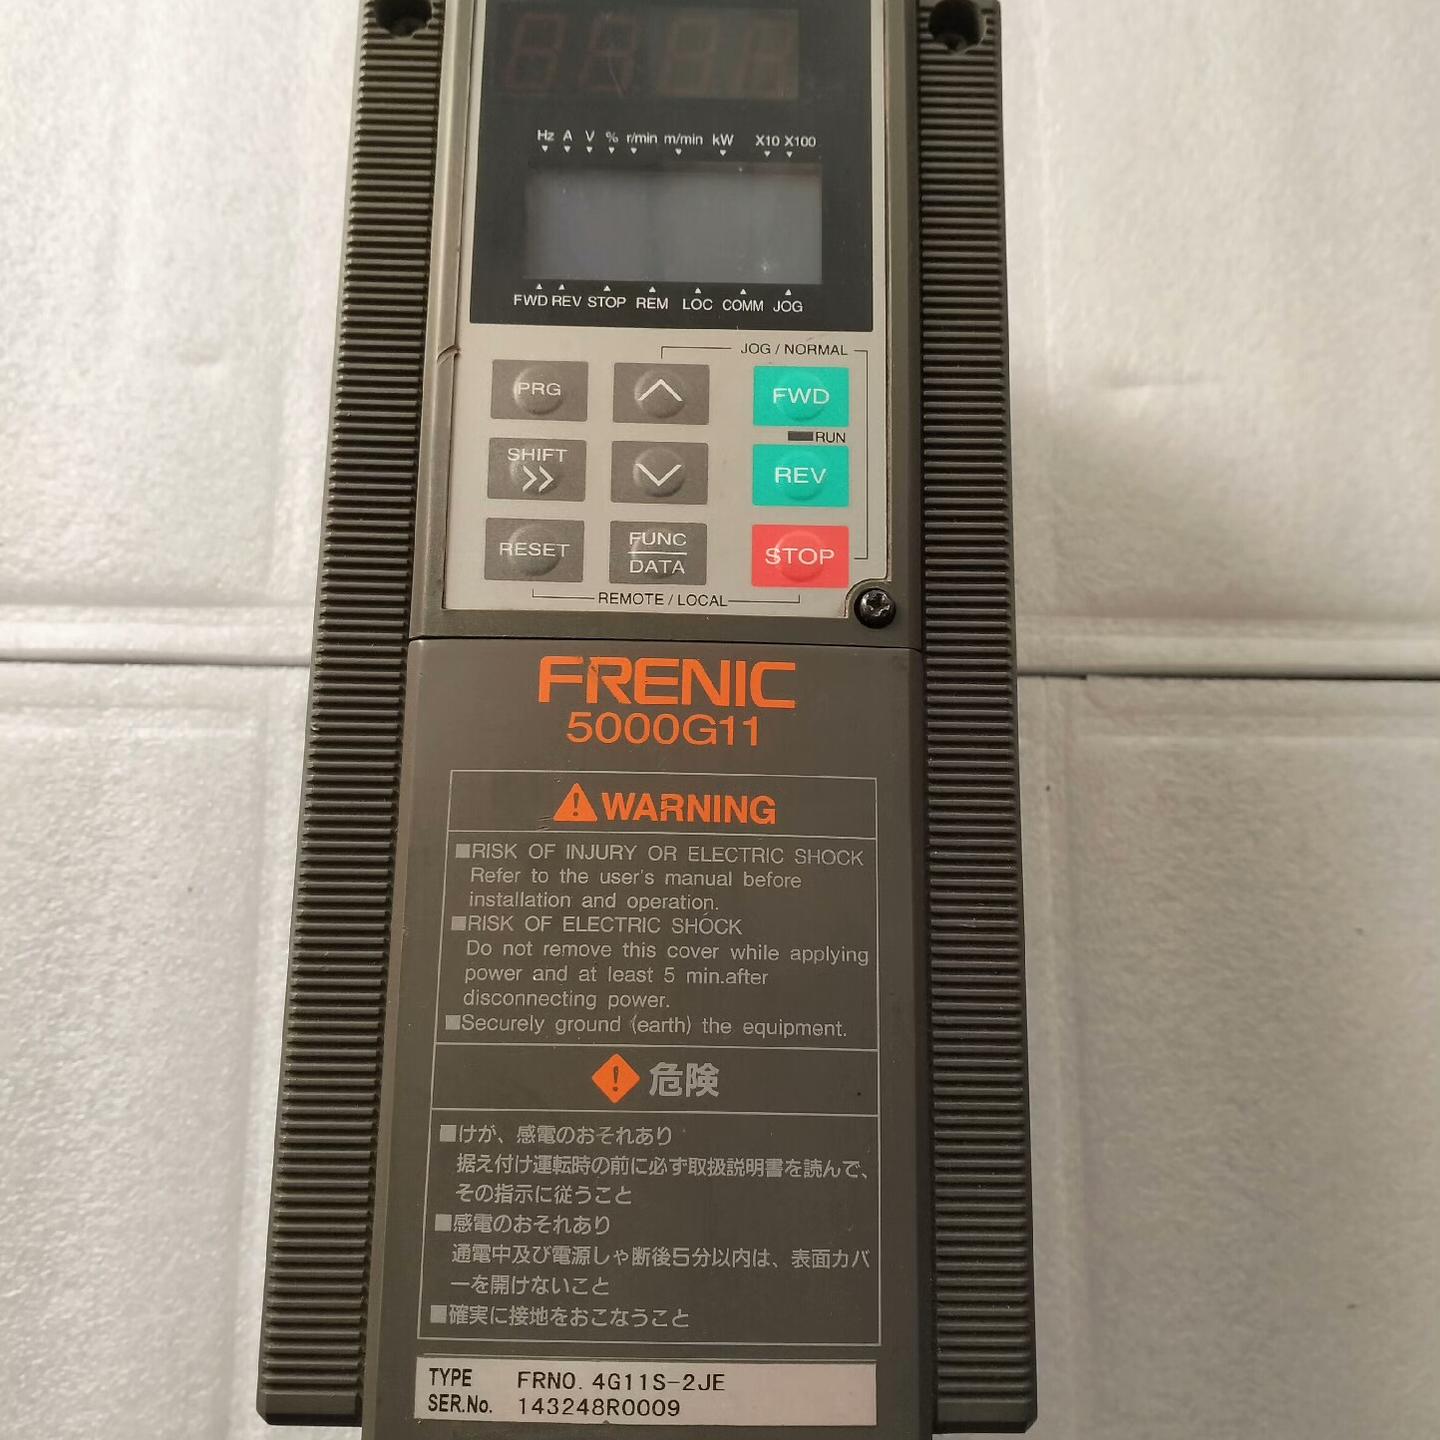 Hz A V % r/min m/min kW X10 X100
FWD REV STOP REM LOC COMM JOG
JOG / NORMAL
PRG
FWD
RUN
SHIFT
REV
RESET
FUNC
DATA
STOP
REMOTE / LOCAL
FRENIC
5000G11
WARNING
■RISK OF INJURY OR ELECTRIC SHOCK
Refer to the user's manual before
installation and operation.
■RISK OF ELECTRIC SHOCK
Do not remove this cover while applying
power and at least 5 min.after
disconnecting power.
■Securely ground (earth) the equipment.
危険
■けが、感電のおそれあり
据え付け運転時の前に必ず取扱説明書を読んで、
その指示に従うこと
■感電のおそれあり
通電中及び電源しゃ断後5分以内は、表面カバ
ーを開けないこと
■確実に接地をおこなうこと
TYPE FRN0.4G11S-2JE
SER.No. 143248R0009